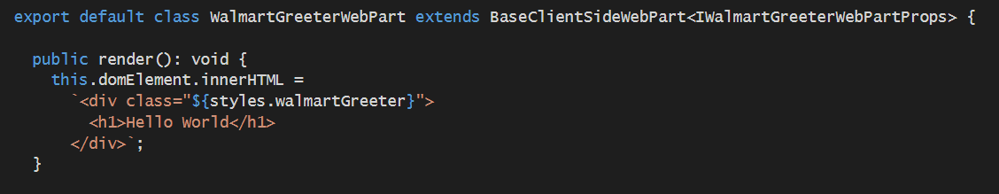 export default class WalmartGreeterWebPart extends BaseClientSideWebPart<IWalmartGreeterWebPartProps> {
public render(): void {
this.domElement.innerHTML =
`<div class="${styles.walmartGreeter}">
<h1>Hello World</h1>
</div>`;
}